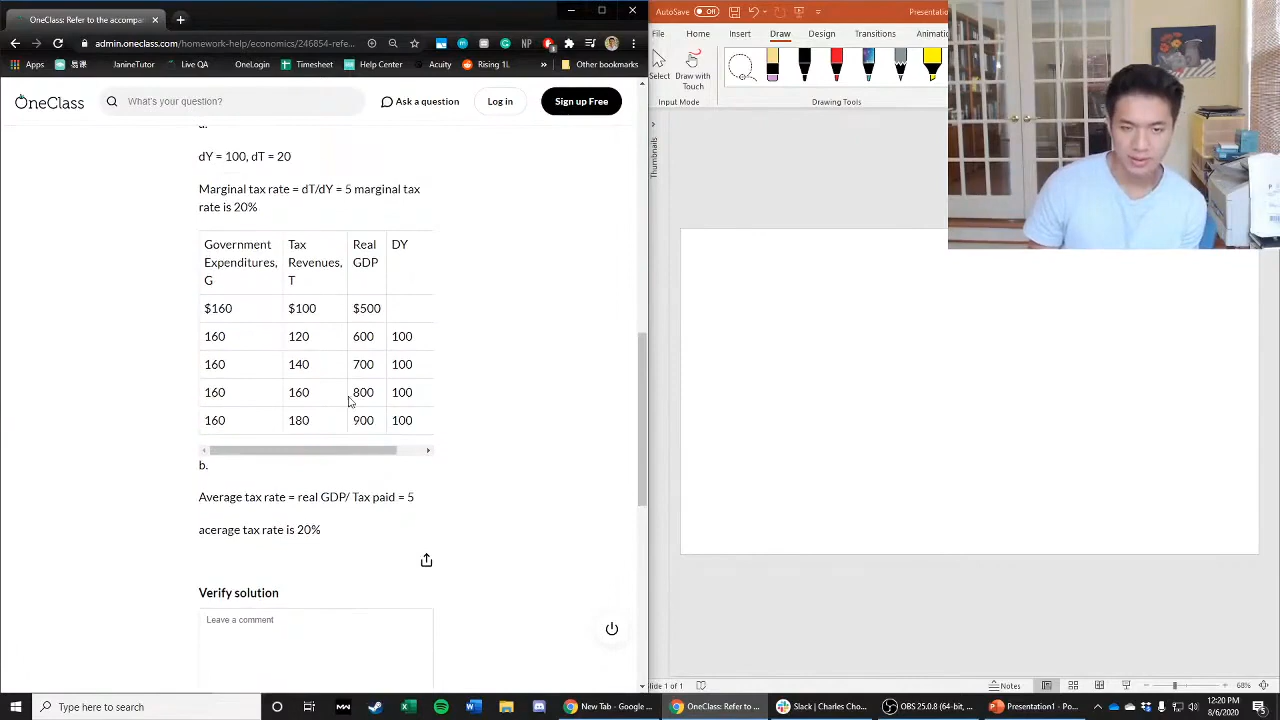 OneClass: Refer to the accompa
AutoSave Off
Presentatio
admin.oneclass.com/homework-help/economics/246854-refe...
File Home Insert Draw Design Transitions Animatio
Apps 웹툰 JanineTutor Live QA eLogin Timesheet Help Center Acuity Rising 1L. » Other bookmarks
Select Draw with
Touch
Input Mode Drawing Tools
OneClass What's your question? Ask a question Log in Sign up Free
Thumbnails
dY = 100, dT = 20
Marginal tax rate = dT/dY = 5 marginal tax
rate is 20%
Government Tax Real DY
Expenditures, Revenues, GDP
G T
$160 $100 $500
160 120 600 100
160 140 700 100
160 160 800 100
160 180 900 100
b.
Average tax rate = real GDP/ Tax paid = 5
acerage tax rate is 20%
Verify solution
Leave a comment
lide 1 of 1 Notes 68%
Type here to search New Tab - Google ... OneClass: Refer to ... Slack | Charles Cho... OBS 25.0.8 (64-bit, ... Presentation1 - Po... 12:20 PM
8/6/2020